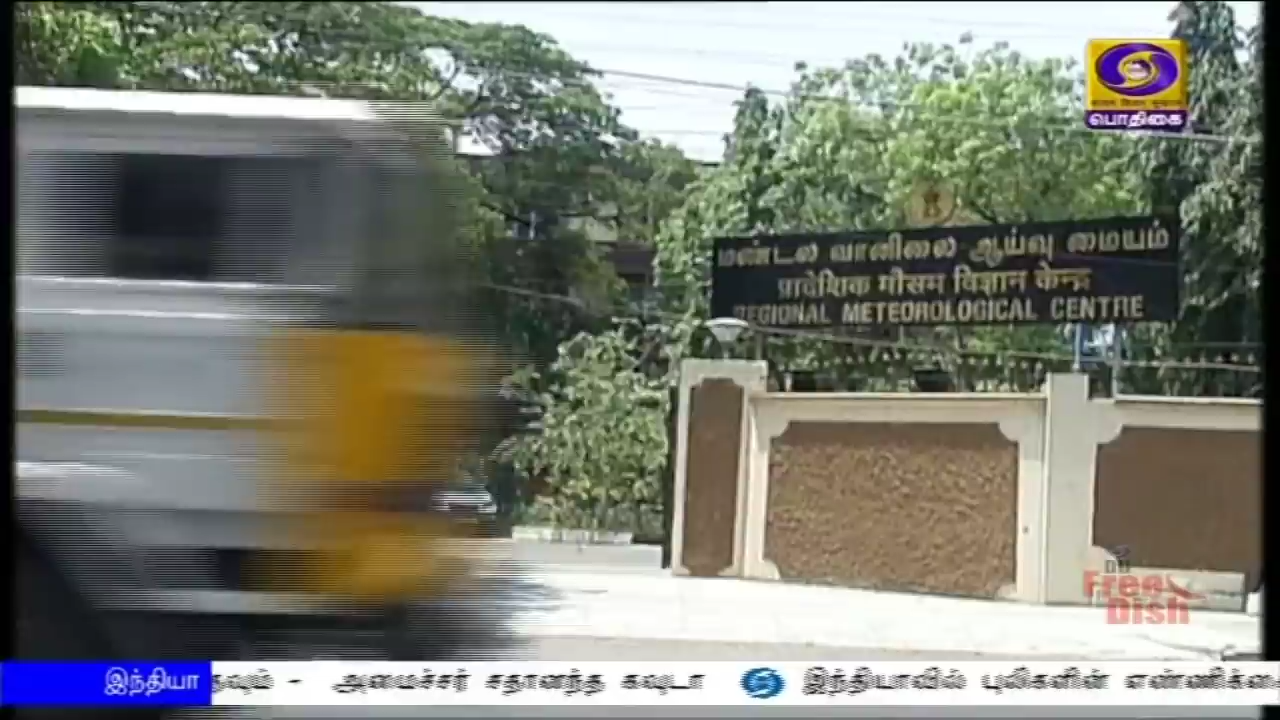 பொதிகை
மண்டல வானிலை ஆய்வு மையம்
प्रादेशिक मौसम विज्ञान केन्द्र
REGIONAL METEOROLOGICAL CENTRE
DD
Free
Dish
இந்தியா தவும் - அமைச்சர் சதானந்த கவுடா இந்தியாவில் புலிகளின்